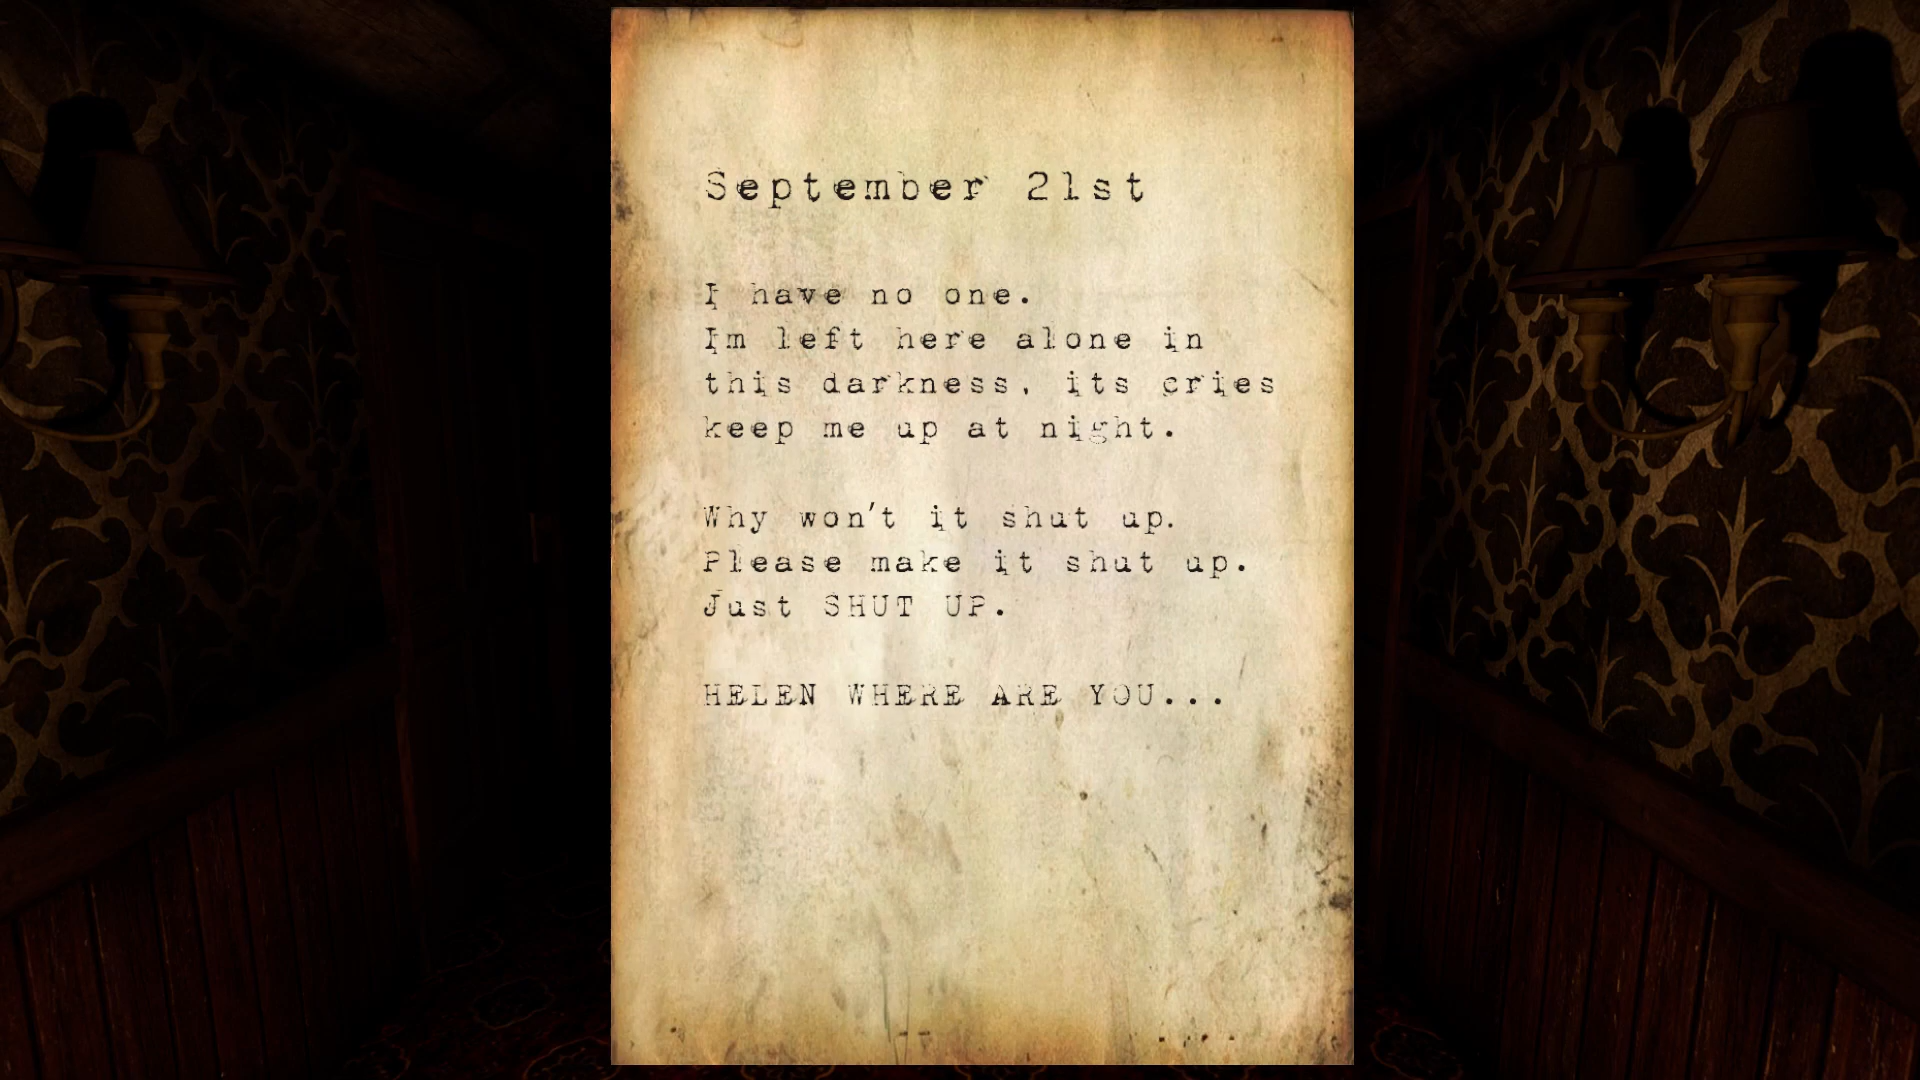 September 21st
I have no one.
Im left here alone in
this darkness, its cries
keep me up at night.
Why won't it shut up.
Please make it shut up.
Just SHUT UP.
HELEN WHERE ARE YOU...